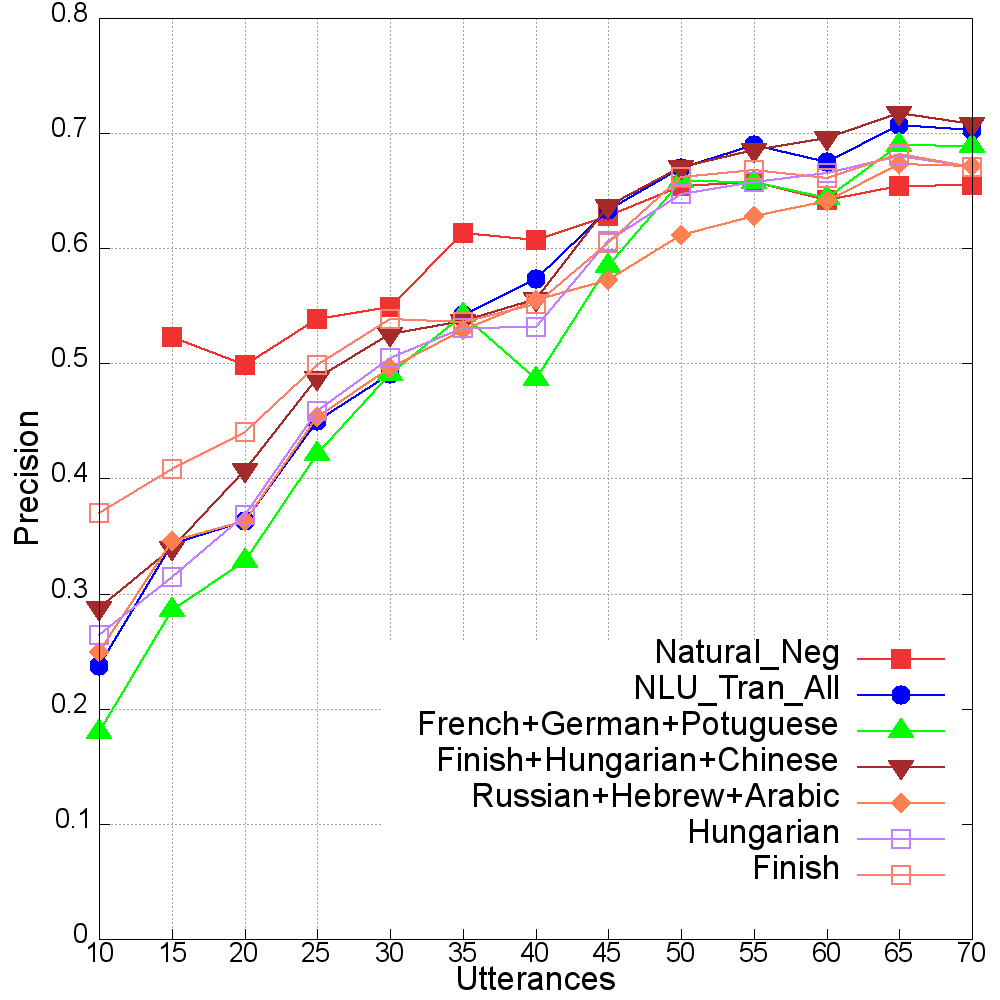 0.8
0.7
0.6
0.5
0.4
0.3
0.2
0.1
0
Precision
Natural_Neg
NLU_Tran_All
French+German+Potuguese
Finish+Hungarian+Chinese
Russian+Hebrew+Arabic
Hungarian
Finish
10 15 20 25 30 35 40 45 50 55 60 65 70
Utterances